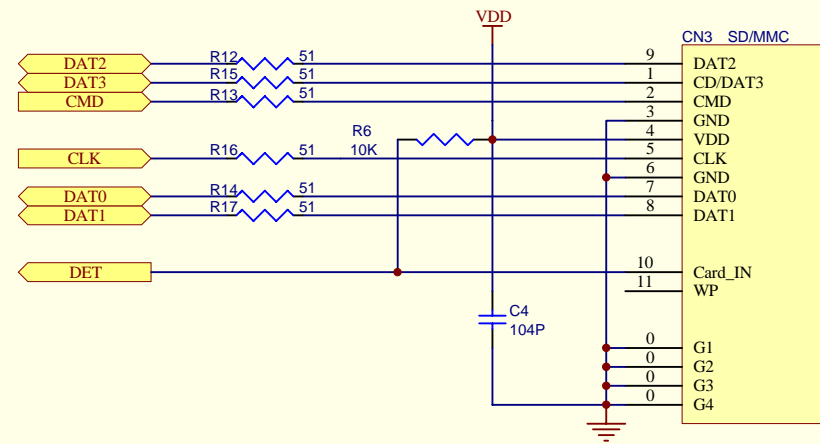 VDD
CN3 SD/MMC
DAT2 R12 51 9 DAT2
DAT3 R15 51 1 CD/DAT3
CMD R13 51 2 CMD
3 GND
R6 4 VDD
CLK R16 51 10K 5 CLK
6 GND
DAT0 R14 51 7 DAT0
DAT1 R17 51 8 DAT1
DET 10 Card_IN
11 WP
C4
104P
0 G1
0 G2
0 G3
0 G4